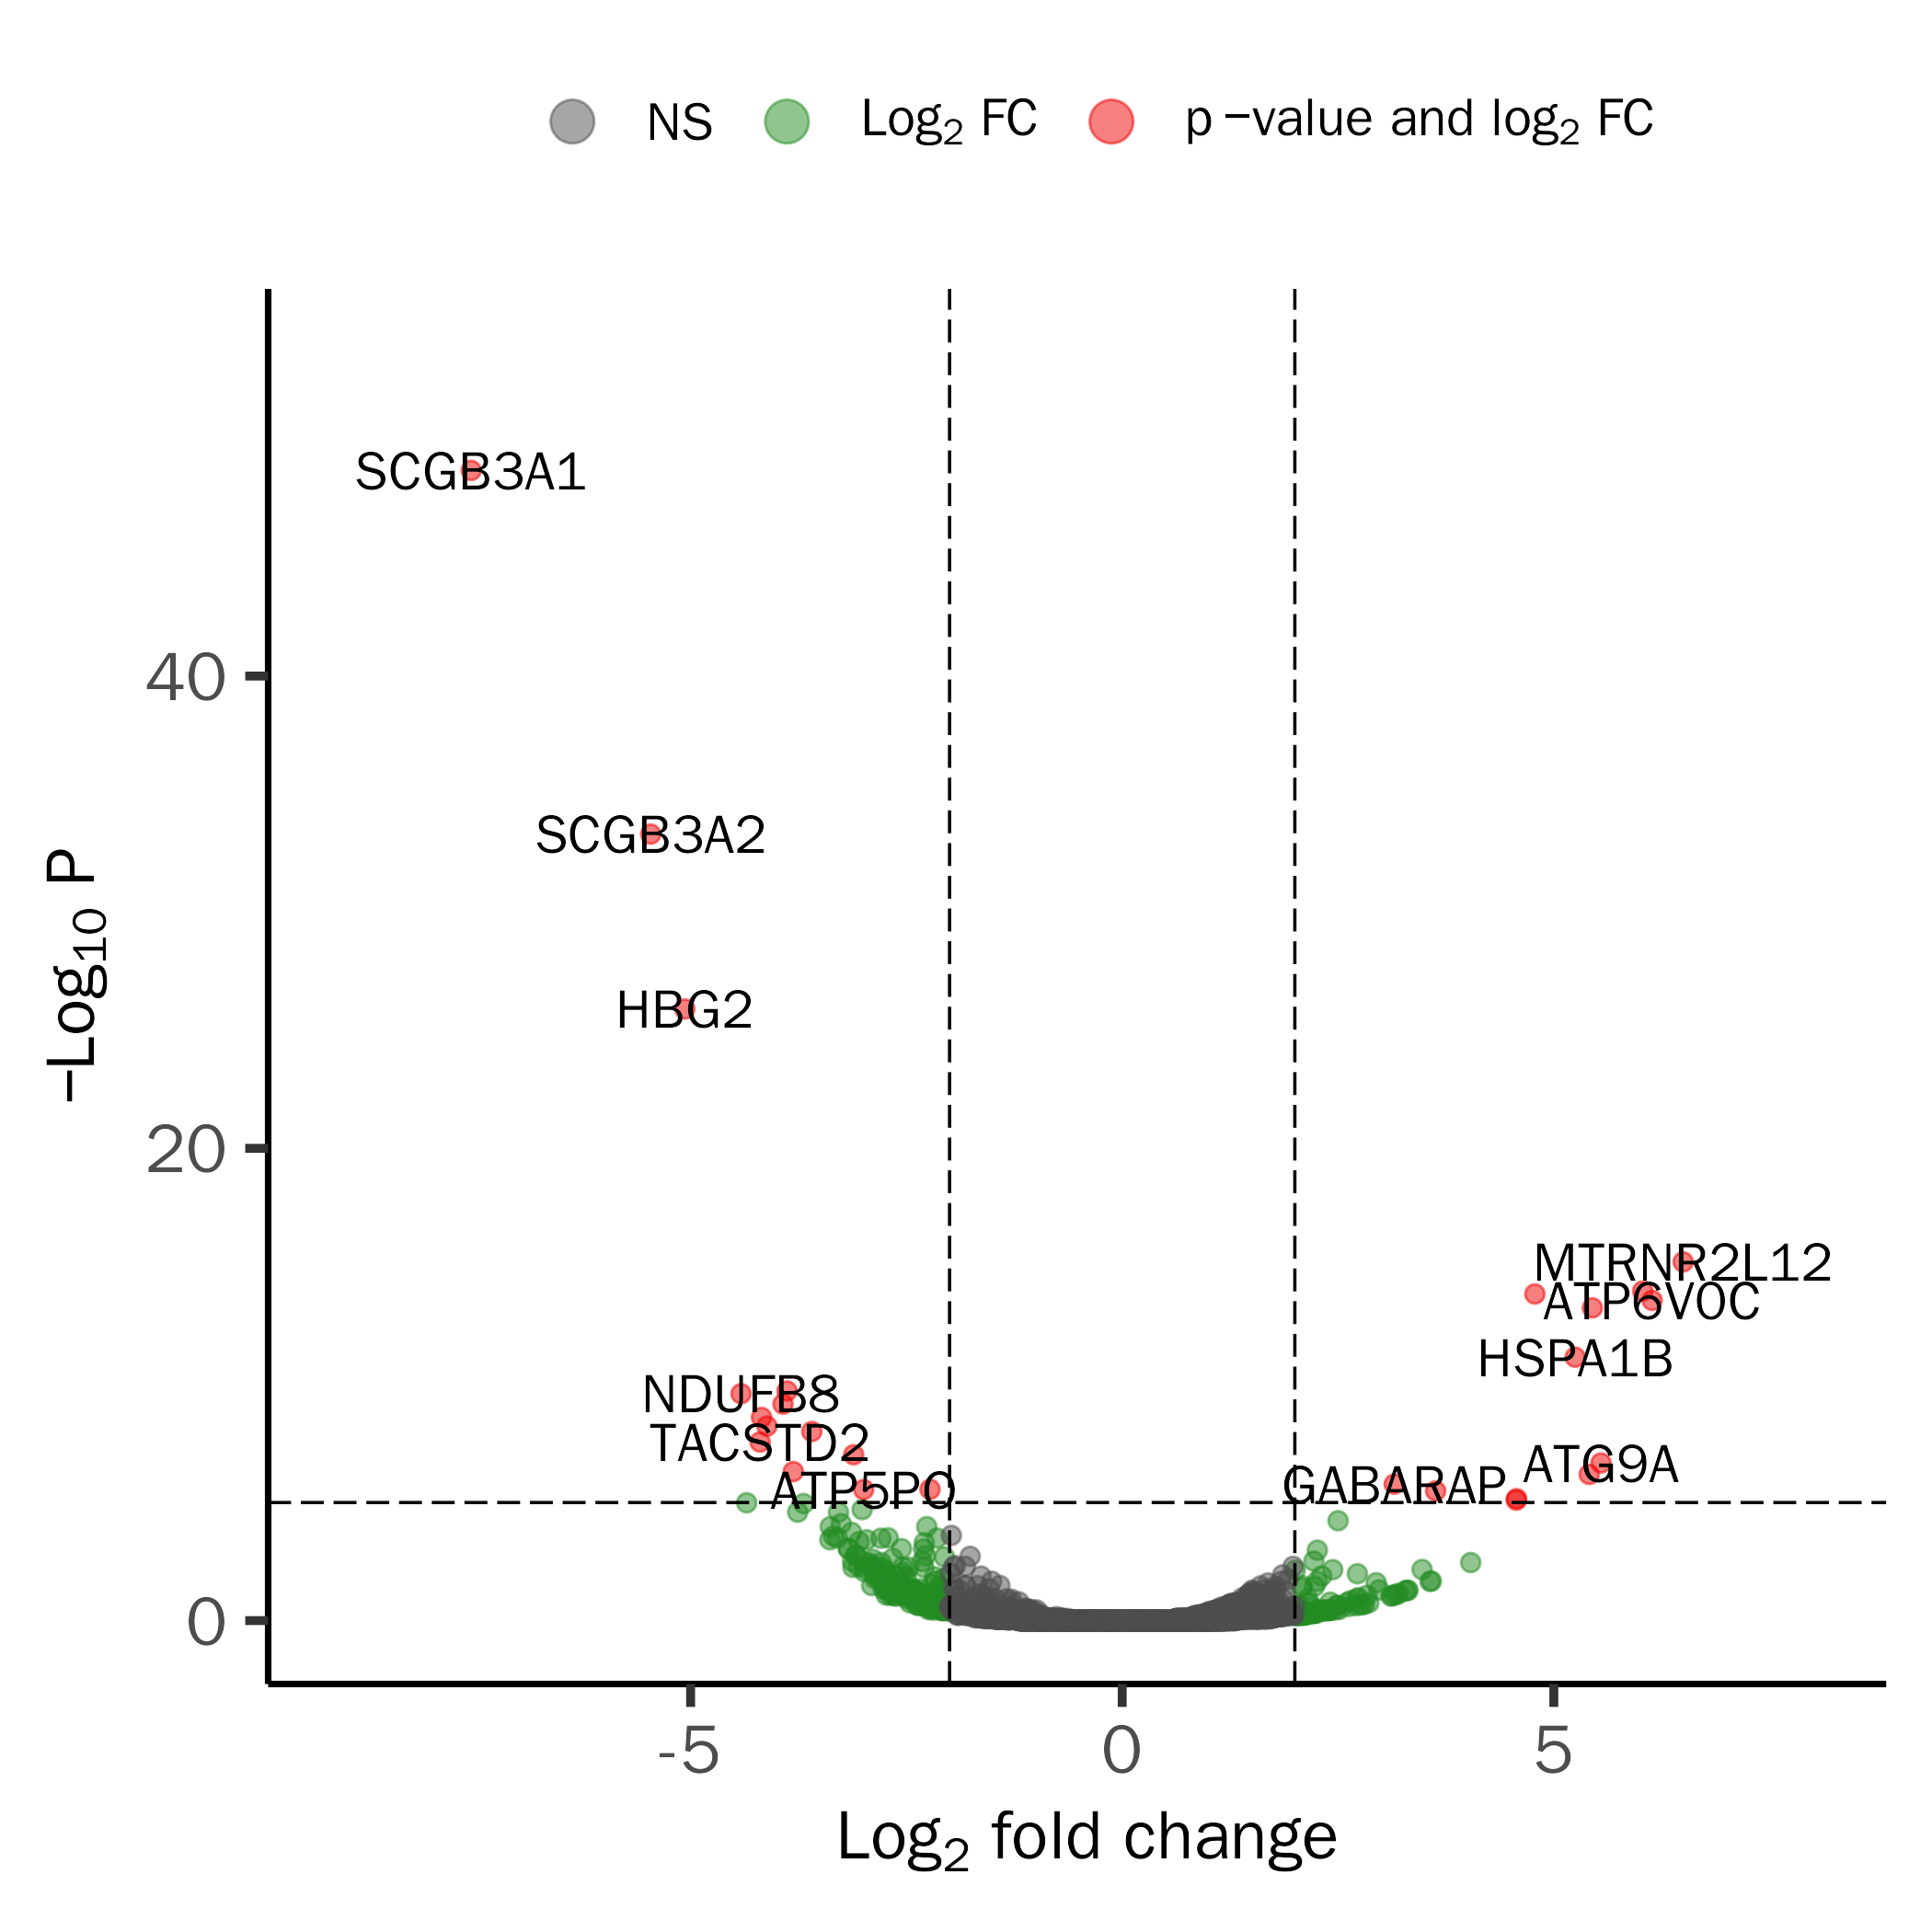 NS Log2 FC p −value and log2 FC
SCGB3A1
40
SCGB3A2
HBG2
−Log10 P
20
MTRNR2L12
ATP6V0C
HSPA1B
NDUFB8
TACSTD2
ATG9A
GABARAP
ATP5PO
0
-5 0 5
Log2 fold change